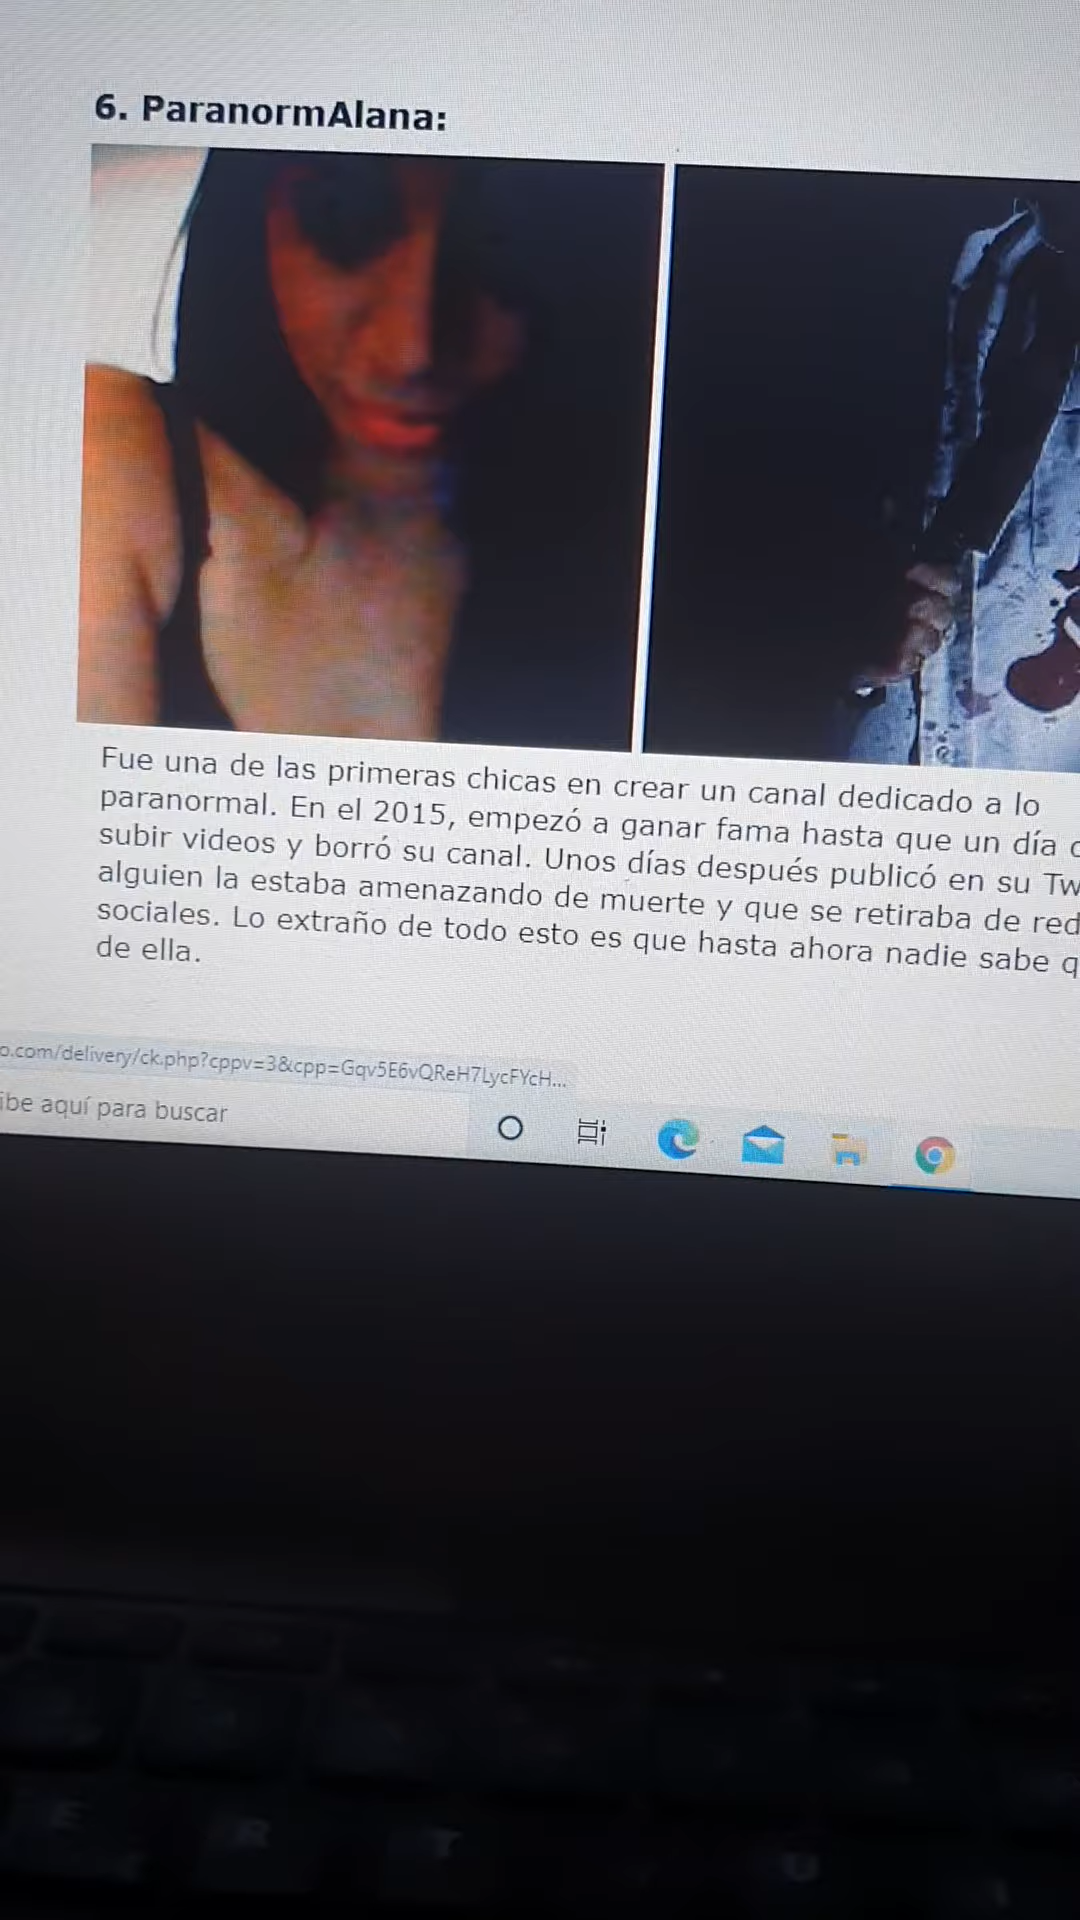 6. ParanormAlana:
Fue una de las primeras chicas en crear un canal dedicado a lo
paranormal. En el 2015, empezó a ganar fama hasta que un día
subir videos y borró su canal. Unos días después publicó en su Tw
alguien la estaba amenazando de muerte y que se retiraba de red
sociales. Lo extraño de todo esto es que hasta ahora nadie sabe q
de ella.
o.com/delivery/ck.php?cppv=3&cpp=Gqv5E6vQReH7LycFYcH...
ibe aquí para buscar
E R T U